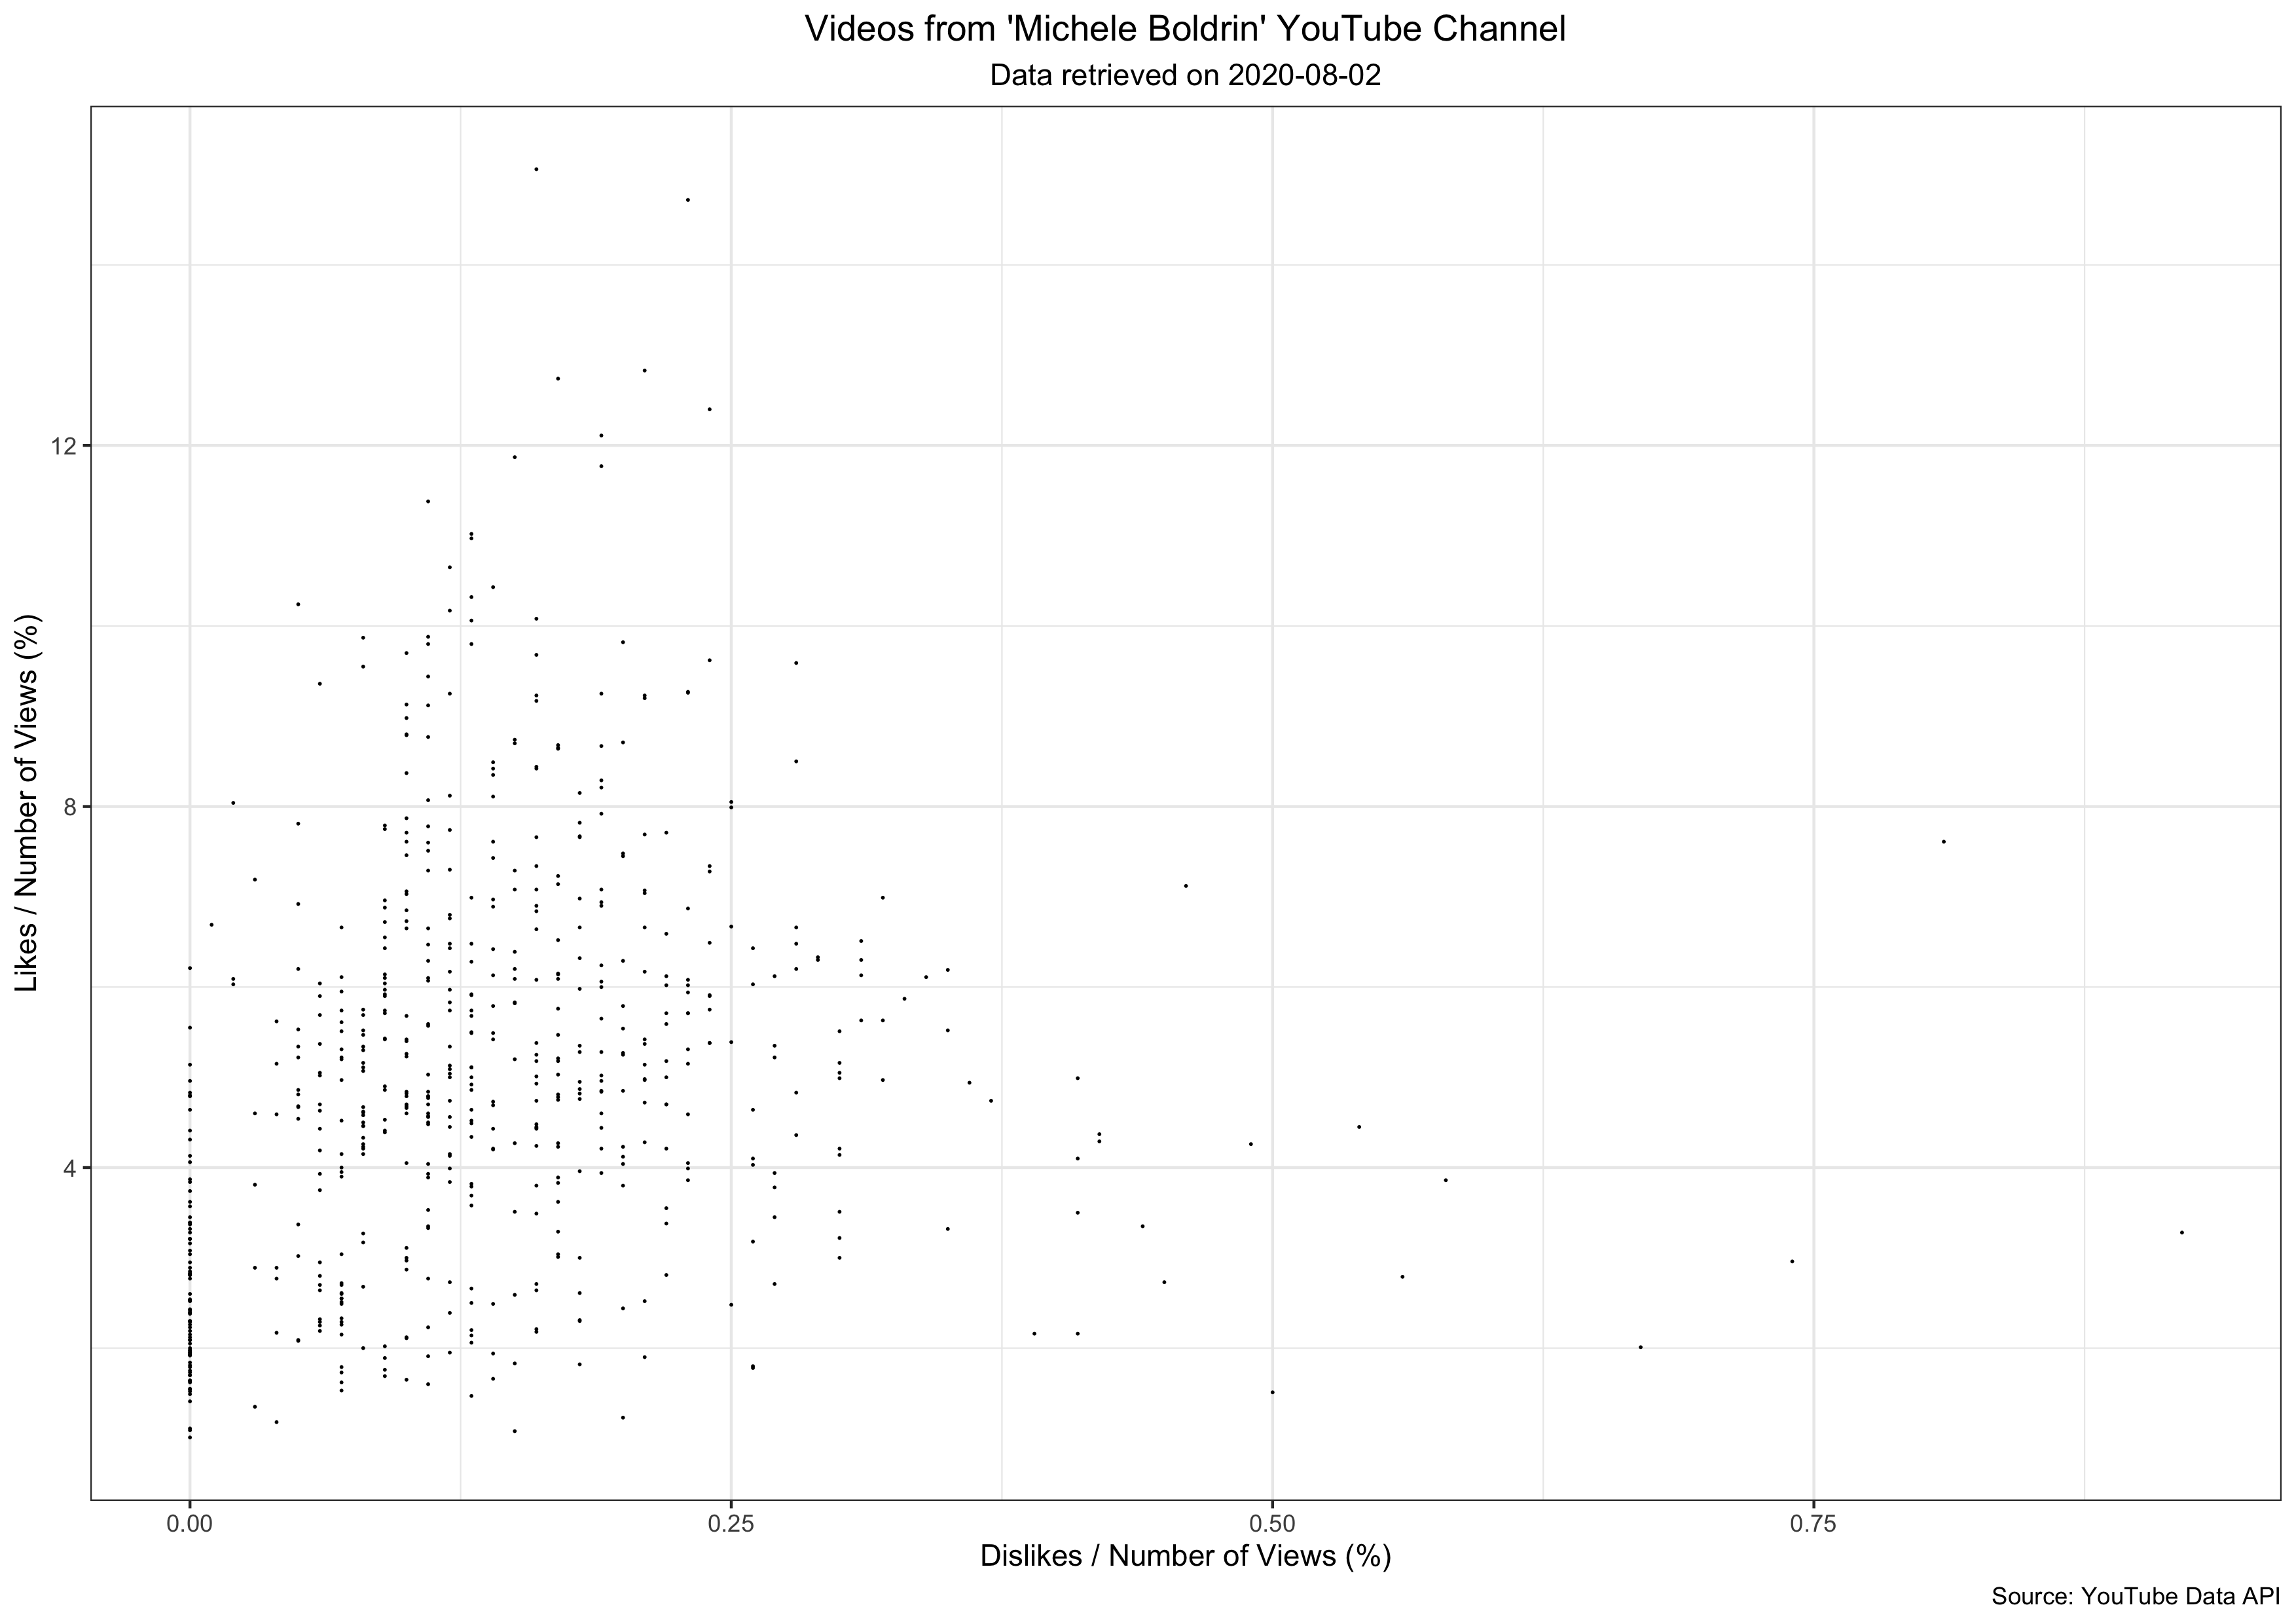 Videos from 'Michele Boldrin' YouTube Channel
Data retrieved on 2020-08-02
Likes / Number of Views (%)
12
8
4
0.00 0.25 0.50 0.75
Dislikes / Number of Views (%)
Source: YouTube Data API